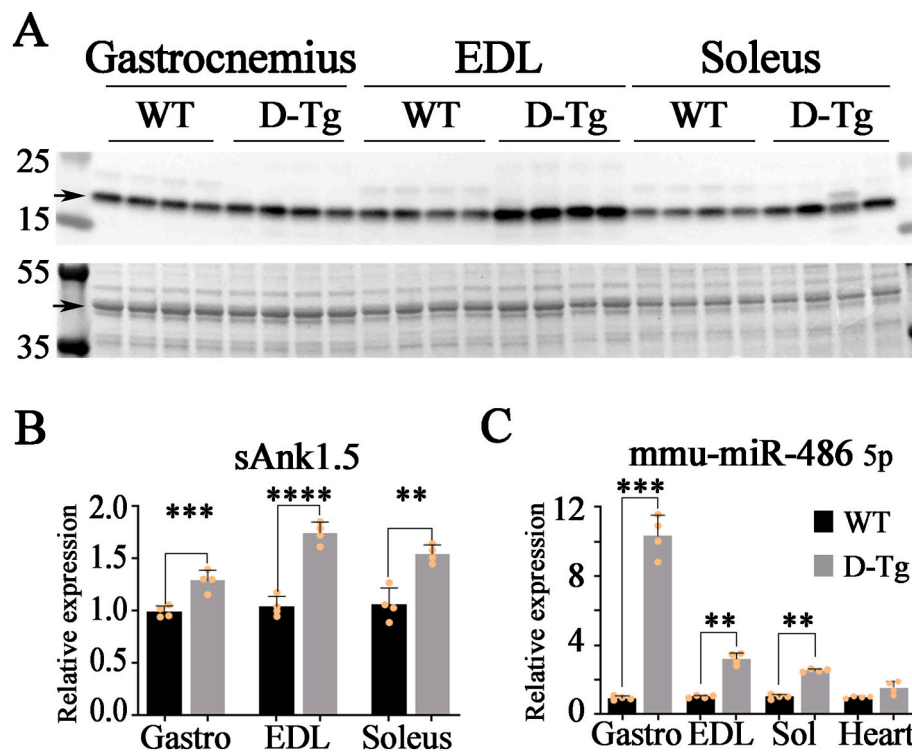 A
Gastrocnemius EDL Soleus
WT D-Tg WT D-Tg WT D-Tg
25
15
55
35
B
sAnk1.5
*** **** **
2.0
1.5
1.0
0.5
0.0
Relative expression
Gastro EDL Soleus
C
mmu-miR-486 5p
***
** **
12
8
4
0
Relative expression
WT
D-Tg
Gastro EDL Sol Heart